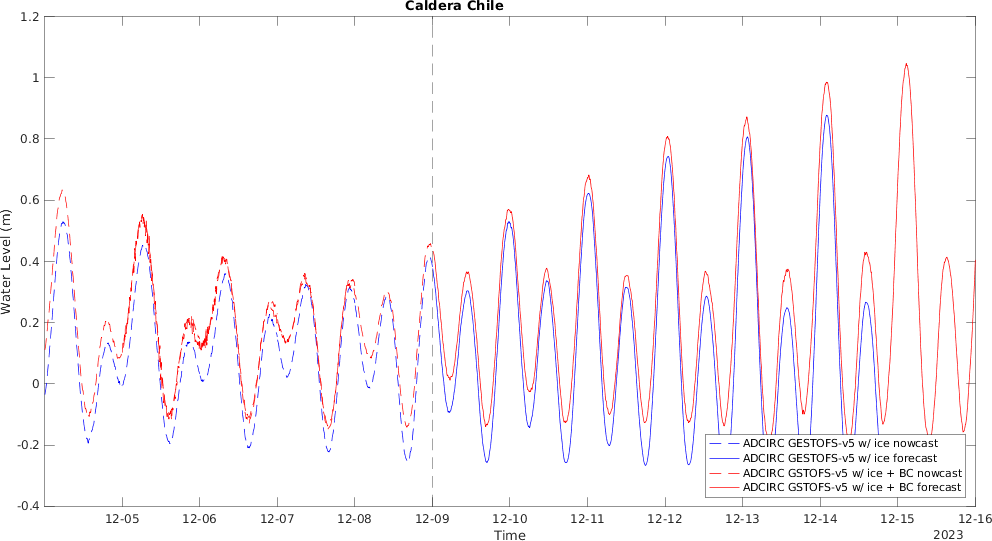 Caldera Chile
1.2
1
0.8
0.6
0.4
0.2
0
-0.2
-0.4
Water Level (m)
ADCIRC GESTOFS-v5 w/ ice nowcast
ADCIRC GESTOFS-v5 w/ ice forecast
ADCIRC GSTOFS-v5 w/ ice + BC nowcast
ADCIRC GSTOFS-v5 w/ ice + BC forecast
12-05 12-06 12-07 12-08 12-09 12-10 12-11 12-12 12-13 12-14 12-15 12-16
Time
2023